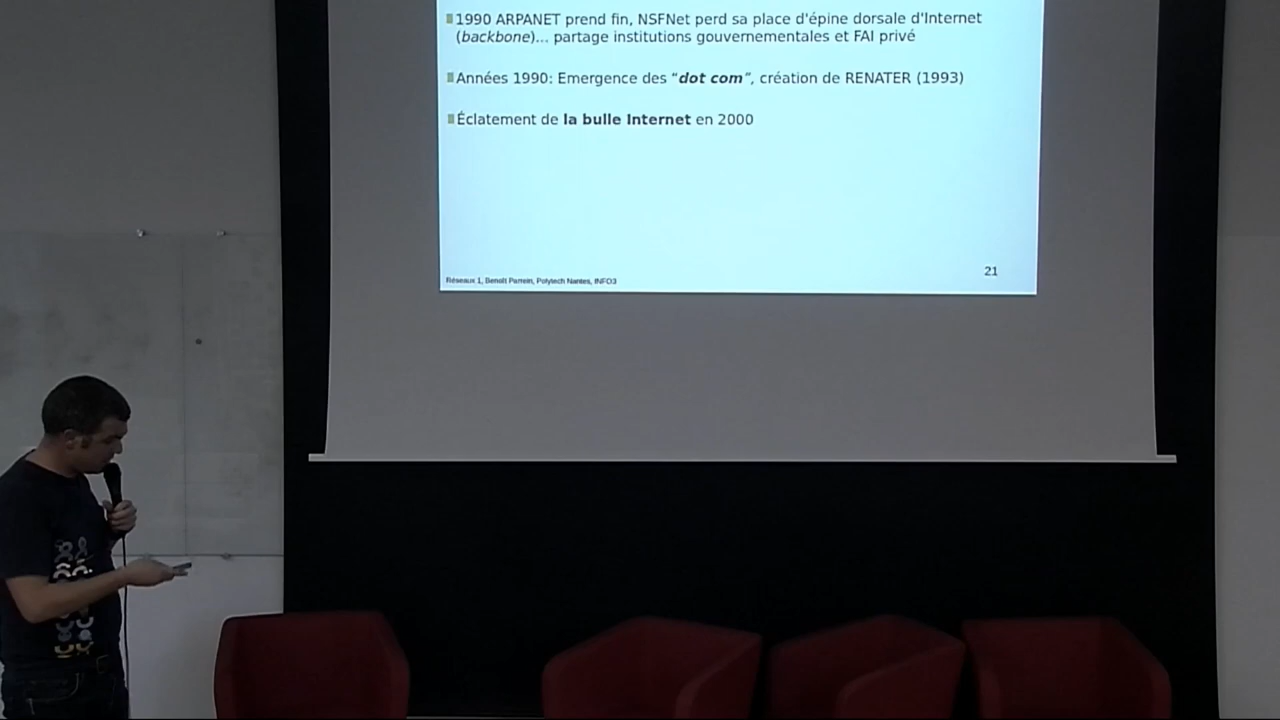 1990 ARPANET prend fin, NSFNet perd sa place d'épine dorsale d'Internet
(backbone)... partage institutions gouvernementales et FAI privé
Années 1990: Emergence des "dot com", création de RENATER (1993)
Éclatement de la bulle Internet en 2000
21
Réseaux 1, Benoît Parrein, Polytech Nantes, INFO3